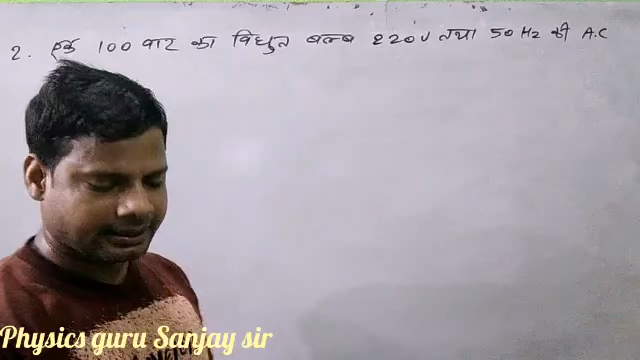 2. एक 100 वाट का विधुत बल्ब 220V तथा 50 Hz की A.C
Physics guru Sanjay sir